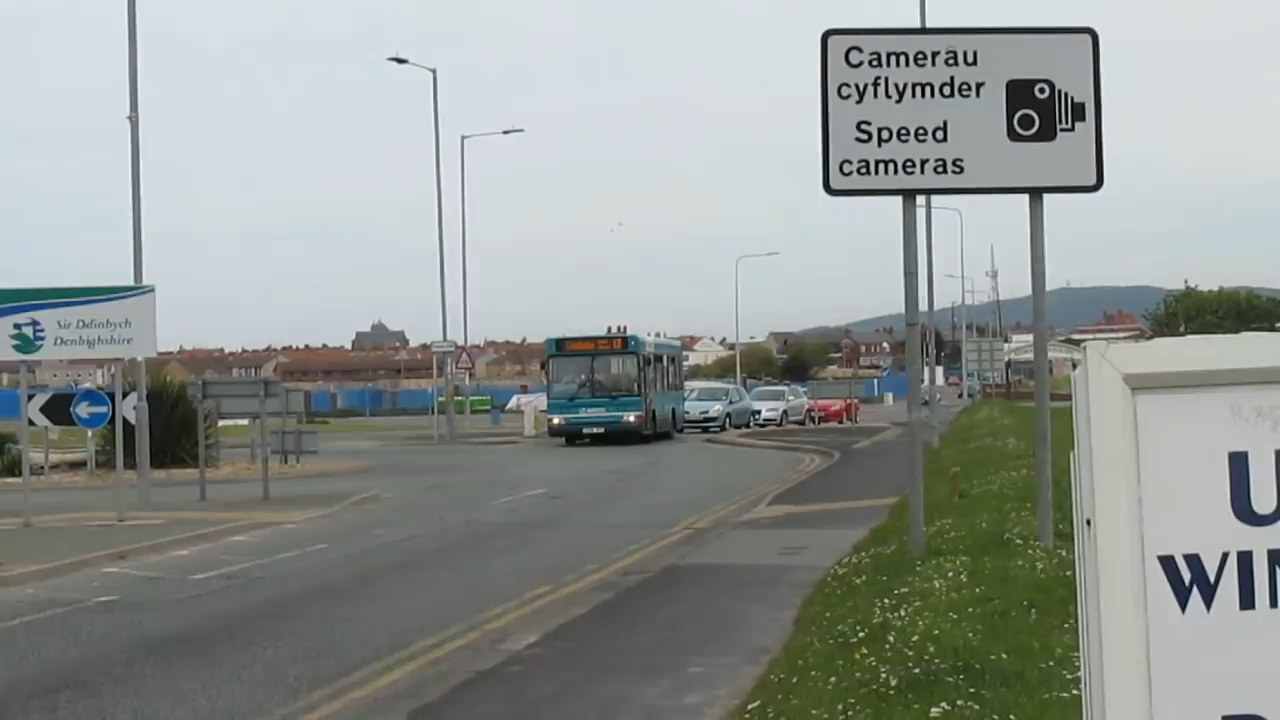 Camerau
cyflymder
Speed
cameras
Sir Ddinbych
Denbighshire
U
WIN